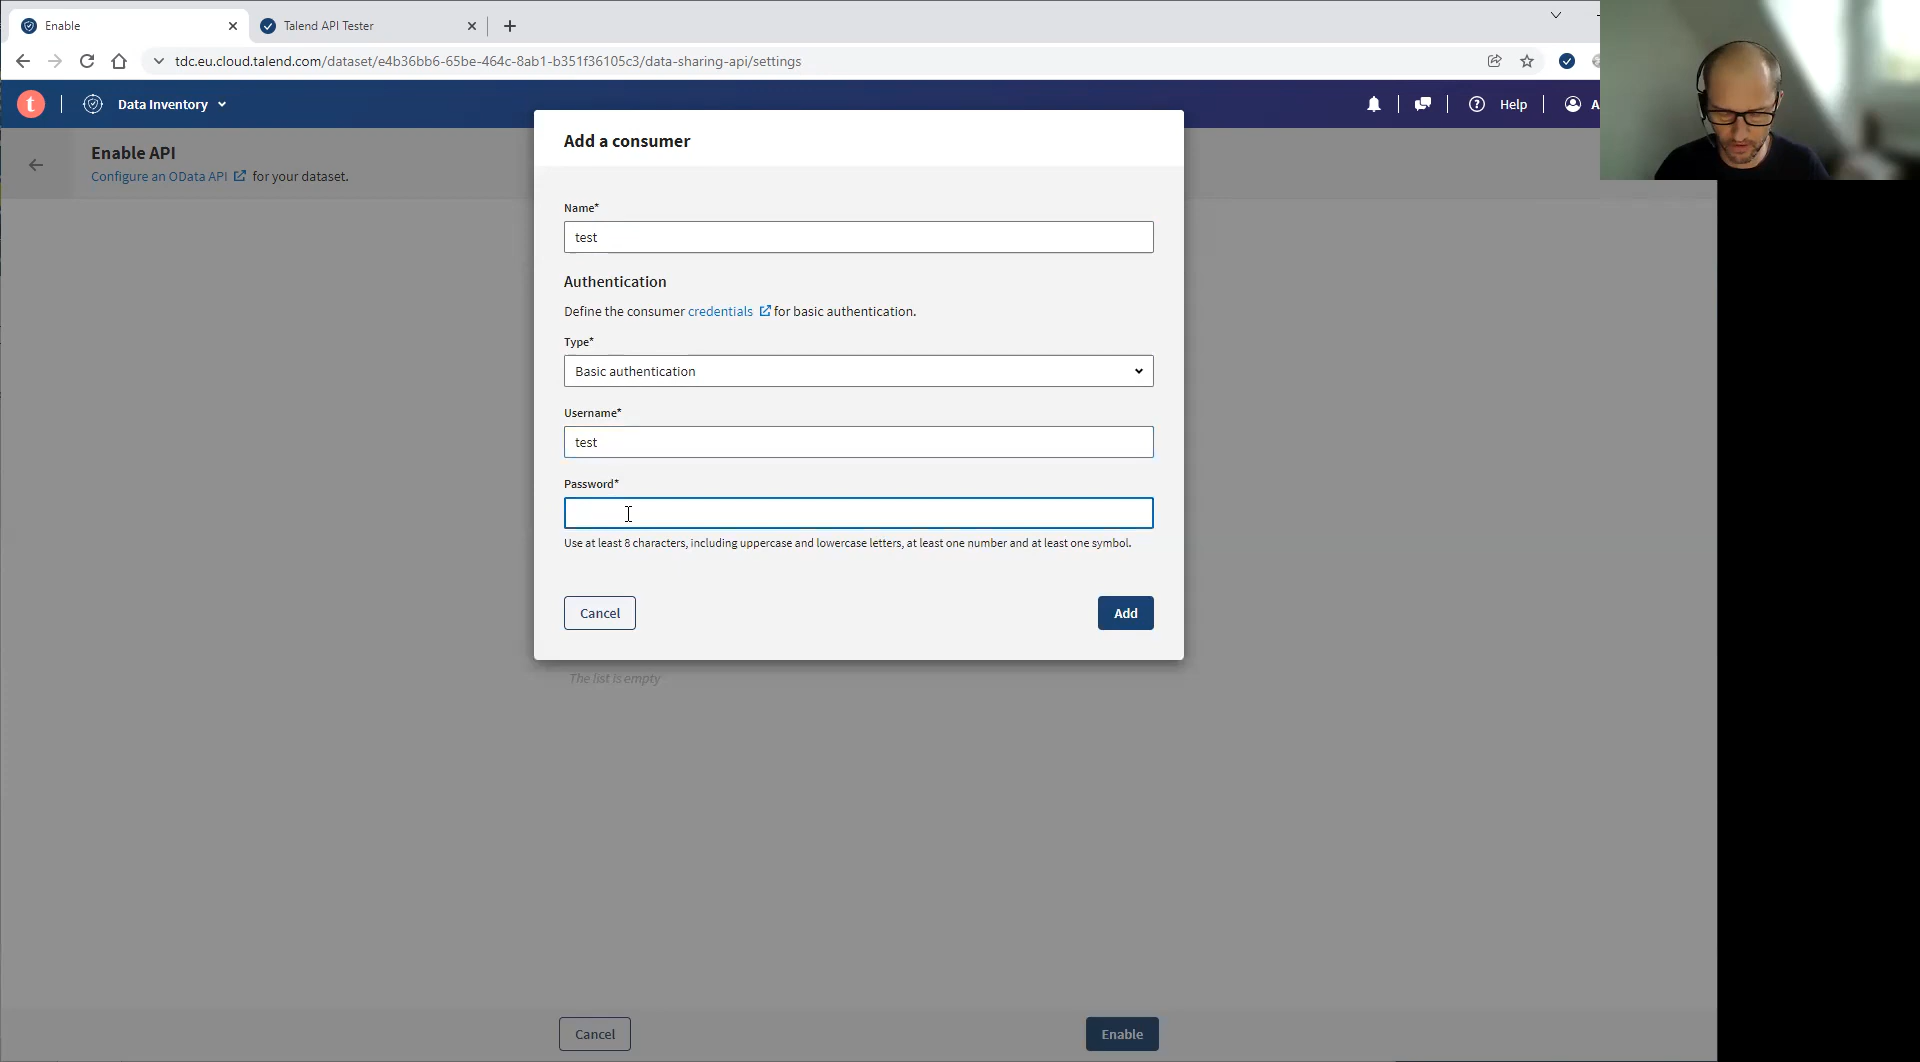 Enable
Talend API Tester
tdc.eu.cloud.talend.com/dataset/e4b36bb6-65be-464c-8ab1-b351f36105c3/data-sharing-api/settings
t
Data Inventory
Help
A
Enable API
Configure an OData API for your dataset.
Add a consumer
Name*
test
Authentication
Define the consumer credentials for basic authentication.
Type*
Basic authentication
Username*
test
Password*
Use at least 8 characters, including uppercase and lowercase letters, at least one number and at least one symbol.
Cancel
Add
The list is empty
Cancel
Enable